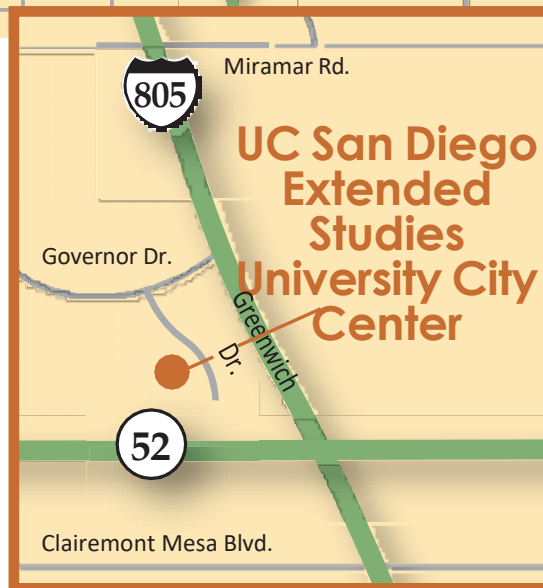 Miramar Rd.
805
UC San Diego
Extended
Studies
University City
Center
Governor Dr.
Greenwich
Dr.
52
Clairemont Mesa Blvd.